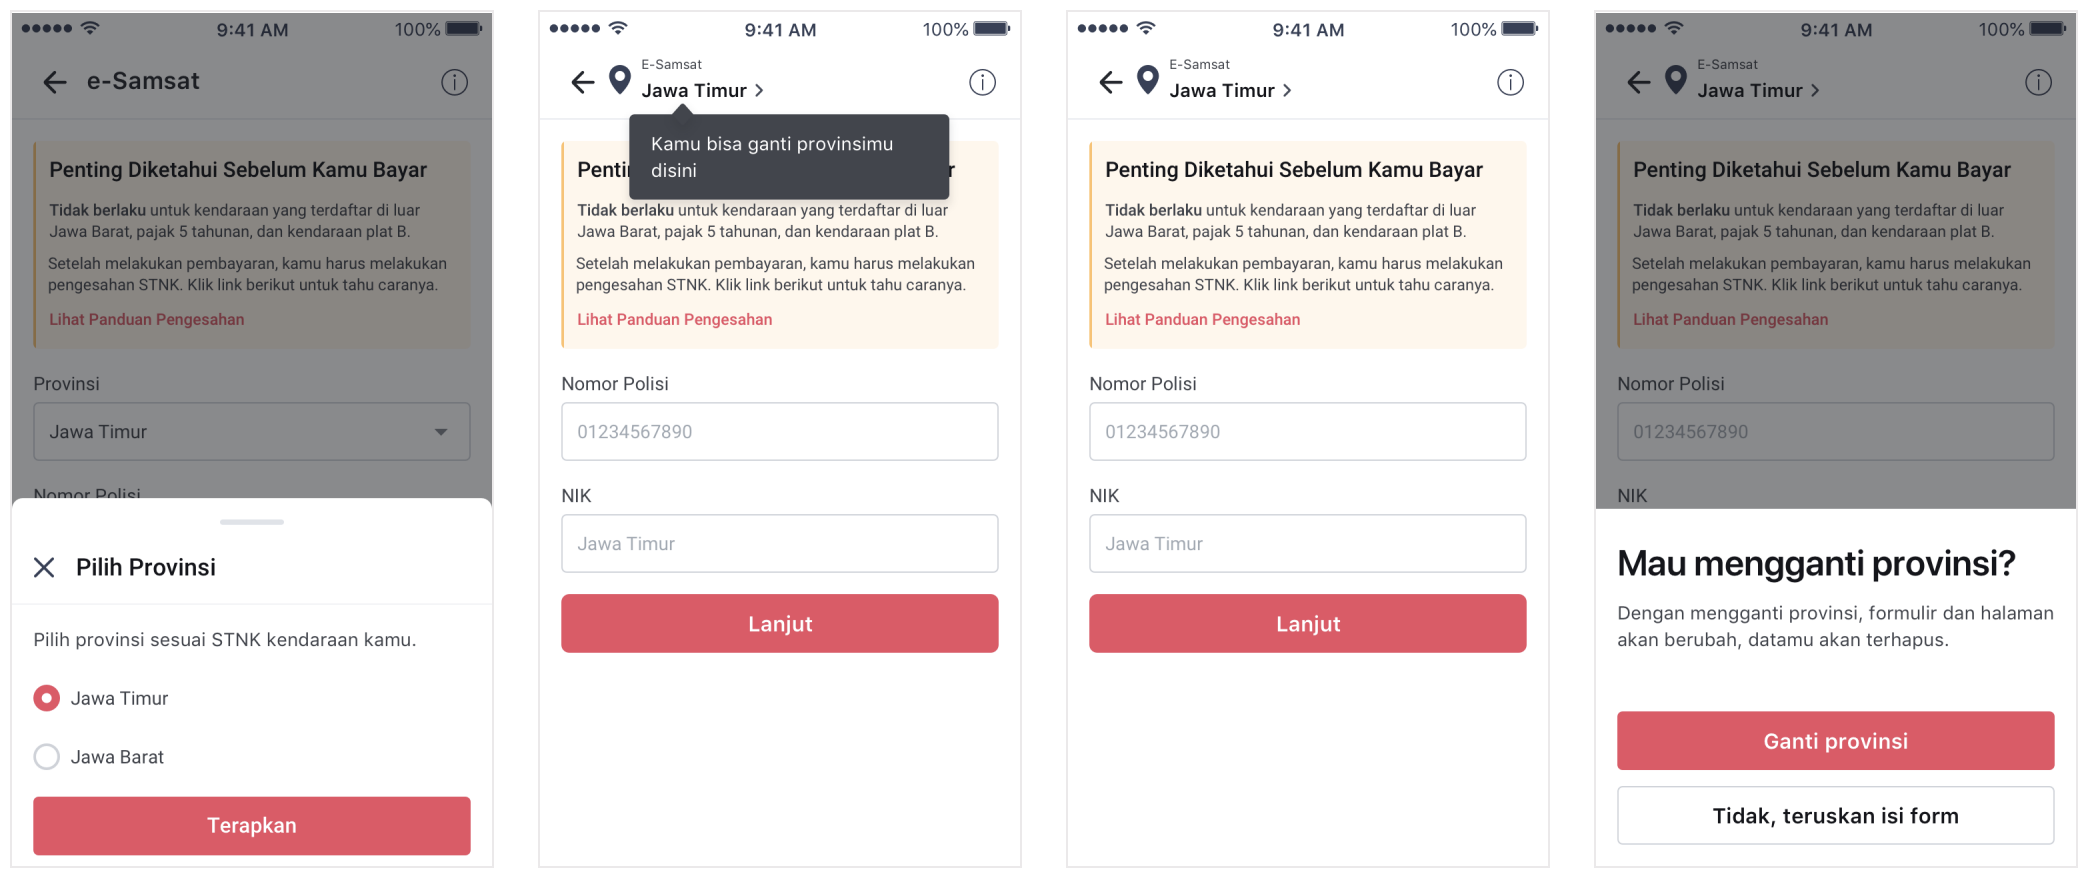 9:41 AM
100%
e-Samsat
Penting Diketahui Sebelum Kamu Bayar
Tidak berlaku untuk kendaraan yang terdaftar di luar
Jawa Barat, pajak 5 tahunan, dan kendaraan plat B.
Setelah melakukan pembayaran, kamu harus melakukan
pengesahan STNK. Klik link berikut untuk tahu caranya.
Lihat Panduan Pengesahan
Provinsi
Jawa Timur
Nomor Polisi
Pilih Provinsi
Pilih provinsi sesuai STNK kendaraan kamu.
Jawa Timur
Jawa Barat
Terapkan
9:41 AM
100%
E-Samsat
Jawa Timur
Kamu bisa ganti provinsimu
disini
Penti
r
Tidak berlaku untuk kendaraan yang terdaftar di luar
Jawa Barat, pajak 5 tahunan, dan kendaraan plat B.
Setelah melakukan pembayaran, kamu harus melakukan
pengesahan STNK. Klik link berikut untuk tahu caranya.
Lihat Panduan Pengesahan
Nomor Polisi
01234567890
NIK
Jawa Timur
Lanjut
9:41 AM
100%
E-Samsat
Jawa Timur
Penting Diketahui Sebelum Kamu Bayar
Tidak berlaku untuk kendaraan yang terdaftar di luar
Jawa Barat, pajak 5 tahunan, dan kendaraan plat B.
Setelah melakukan pembayaran, kamu harus melakukan
pengesahan STNK. Klik link berikut untuk tahu caranya.
Lihat Panduan Pengesahan
Nomor Polisi
01234567890
NIK
Jawa Timur
Lanjut
9:41 AM
100%
E-Samsat
Jawa Timur
Penting Diketahui Sebelum Kamu Bayar
Tidak berlaku untuk kendaraan yang terdaftar di luar
Jawa Barat, pajak 5 tahunan, dan kendaraan plat B.
Setelah melakukan pembayaran, kamu harus melakukan
pengesahan STNK. Klik link berikut untuk tahu caranya.
Lihat Panduan Pengesahan
Nomor Polisi
01234567890
NIK
Mau mengganti provinsi?
Dengan mengganti provinsi, formulir dan halaman
akan berubah, datamu akan terhapus.
Ganti provinsi
Tidak, teruskan isi form